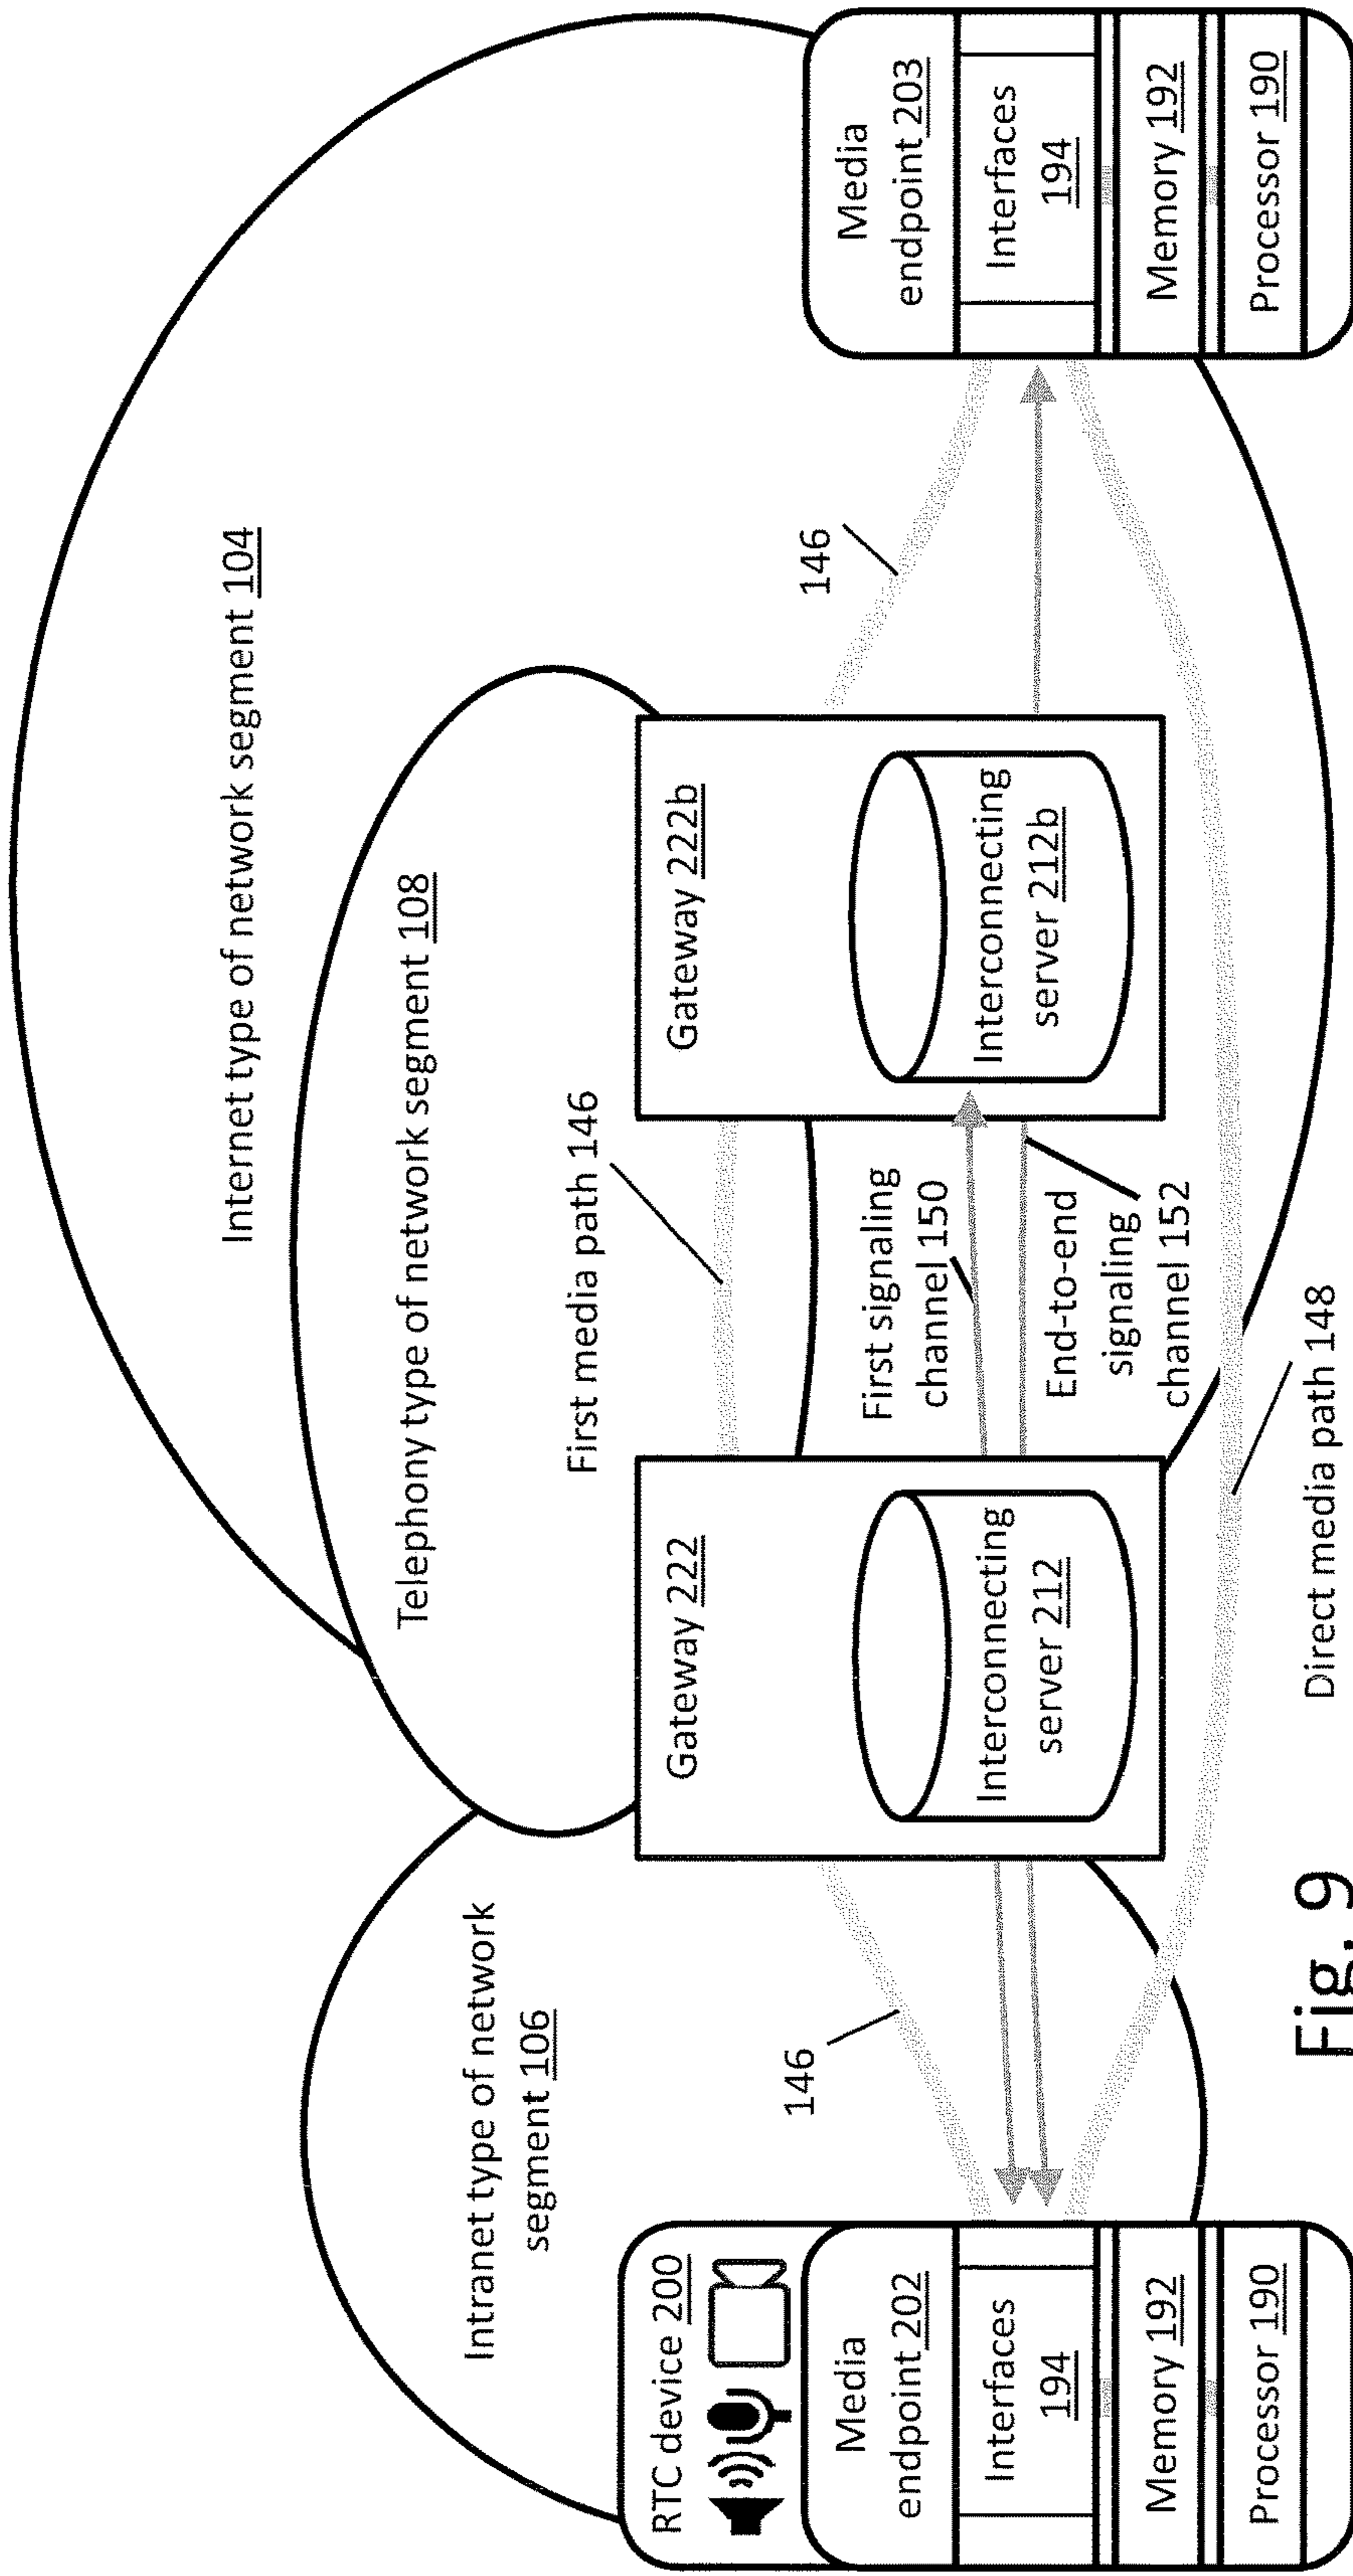 Internet type of network segment 104
Telephony type of network segment 108
Intranet type of network
segment 106
First media path 146
RTC device 200
Media
endpoint 202
Interfaces
194
Memory 192
Processor 190
146
Gateway 222
Interconnecting
server 212
First signaling
channel 150
End-to-end
signaling
channel 152
Gateway 222b
Interconnecting
server 212b
146
Media
endpoint 203
Interfaces
194
Memory 192
Processor 190
Direct media path 148
Fig. 9